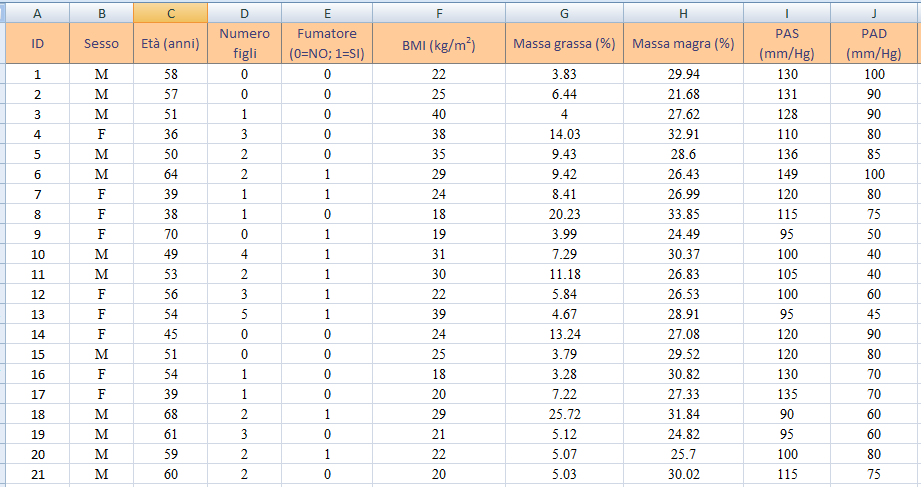 A B C D E F G H I J
ID Sesso Età (anni) Numero figli Fumatore (0=NO; 1=SI) BMI (kg/m²) Massa grassa (%) Massa magra (%) PAS (mm/Hg) PAD (mm/Hg)
1 M 58 0 0 22 3.83 29.94 130 100
2 M 57 0 0 25 6.44 21.68 131 90
3 M 51 1 0 40 4 27.62 128 90
4 F 36 3 0 38 14.03 32.91 110 80
5 M 50 2 0 35 9.43 28.6 136 85
6 M 64 2 1 29 9.42 26.43 149 100
7 F 39 1 1 24 8.41 26.99 120 80
8 F 38 1 0 18 20.23 33.85 115 75
9 F 70 0 1 19 3.99 24.49 95 50
10 M 49 4 1 31 7.29 30.37 100 40
11 M 53 2 1 30 11.18 26.83 105 40
12 F 56 3 1 22 5.84 26.53 100 60
13 F 54 5 1 39 4.67 28.91 95 45
14 F 45 0 0 24 13.24 27.08 120 90
15 M 51 0 0 25 3.79 29.52 120 80
16 F 54 1 0 18 3.28 30.82 130 70
17 F 39 1 0 20 7.22 27.33 135 70
18 M 68 2 1 29 25.72 31.84 90 60
19 M 61 3 0 21 5.12 24.82 95 60
20 M 59 2 1 22 5.07 25.7 100 80
21 M 60 2 0 20 5.03 30.02 115 75